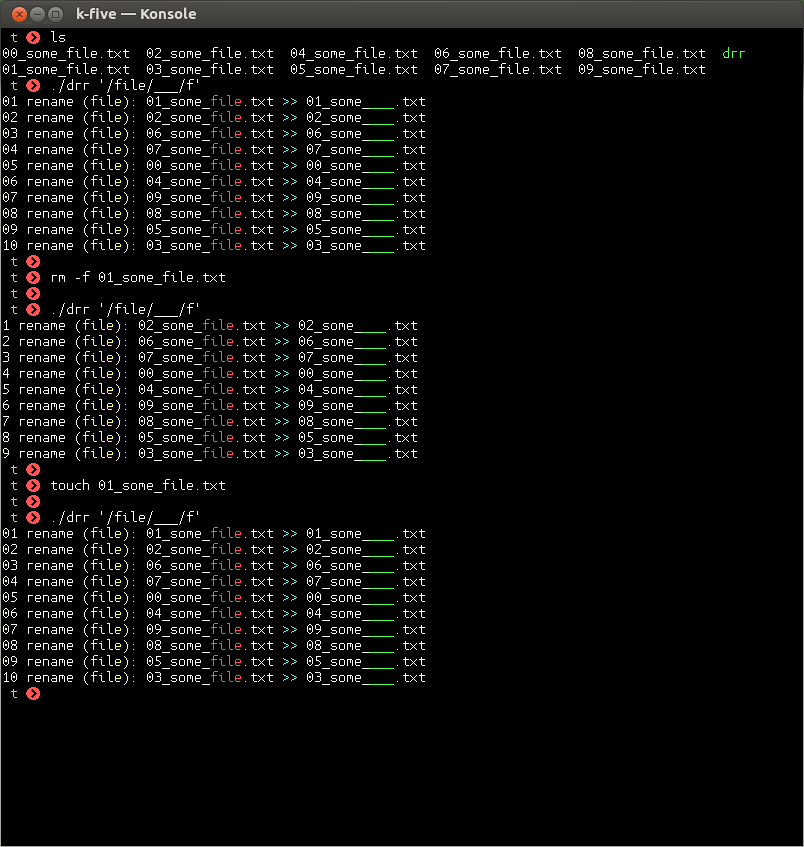 k-five — Konsole
t ❯ ls
00_some_file.txt  02_some_file.txt  04_some_file.txt  06_some_file.txt  08_some_file.txt  drr
01_some_file.txt  03_some_file.txt  05_some_file.txt  07_some_file.txt  09_some_file.txt
t ❯ ./drr '/file/___/f'
01 rename (file): 01_some_file.txt >> 01_some____.txt
02 rename (file): 02_some_file.txt >> 02_some____.txt
03 rename (file): 06_some_file.txt >> 06_some____.txt
04 rename (file): 07_some_file.txt >> 07_some____.txt
05 rename (file): 00_some_file.txt >> 00_some____.txt
06 rename (file): 04_some_file.txt >> 04_some____.txt
07 rename (file): 09_some_file.txt >> 09_some____.txt
08 rename (file): 08_some_file.txt >> 08_some____.txt
09 rename (file): 05_some_file.txt >> 05_some____.txt
10 rename (file): 03_some_file.txt >> 03_some____.txt
t ❯
t ❯ rm -f 01_some_file.txt
t ❯
t ❯ ./drr '/file/___/f'
1 rename (file): 02_some_file.txt >> 02_some____.txt
2 rename (file): 06_some_file.txt >> 06_some____.txt
3 rename (file): 07_some_file.txt >> 07_some____.txt
4 rename (file): 00_some_file.txt >> 00_some____.txt
5 rename (file): 04_some_file.txt >> 04_some____.txt
6 rename (file): 09_some_file.txt >> 09_some____.txt
7 rename (file): 08_some_file.txt >> 08_some____.txt
8 rename (file): 05_some_file.txt >> 05_some____.txt
9 rename (file): 03_some_file.txt >> 03_some____.txt
t ❯
t ❯ touch 01_some_file.txt
t ❯
t ❯ ./drr '/file/___/f'
01 rename (file): 01_some_file.txt >> 01_some____.txt
02 rename (file): 02_some_file.txt >> 02_some____.txt
03 rename (file): 06_some_file.txt >> 06_some____.txt
04 rename (file): 07_some_file.txt >> 07_some____.txt
05 rename (file): 00_some_file.txt >> 00_some____.txt
06 rename (file): 04_some_file.txt >> 04_some____.txt
07 rename (file): 09_some_file.txt >> 09_some____.txt
08 rename (file): 08_some_file.txt >> 08_some____.txt
09 rename (file): 05_some_file.txt >> 05_some____.txt
10 rename (file): 03_some_file.txt >> 03_some____.txt
t ❯